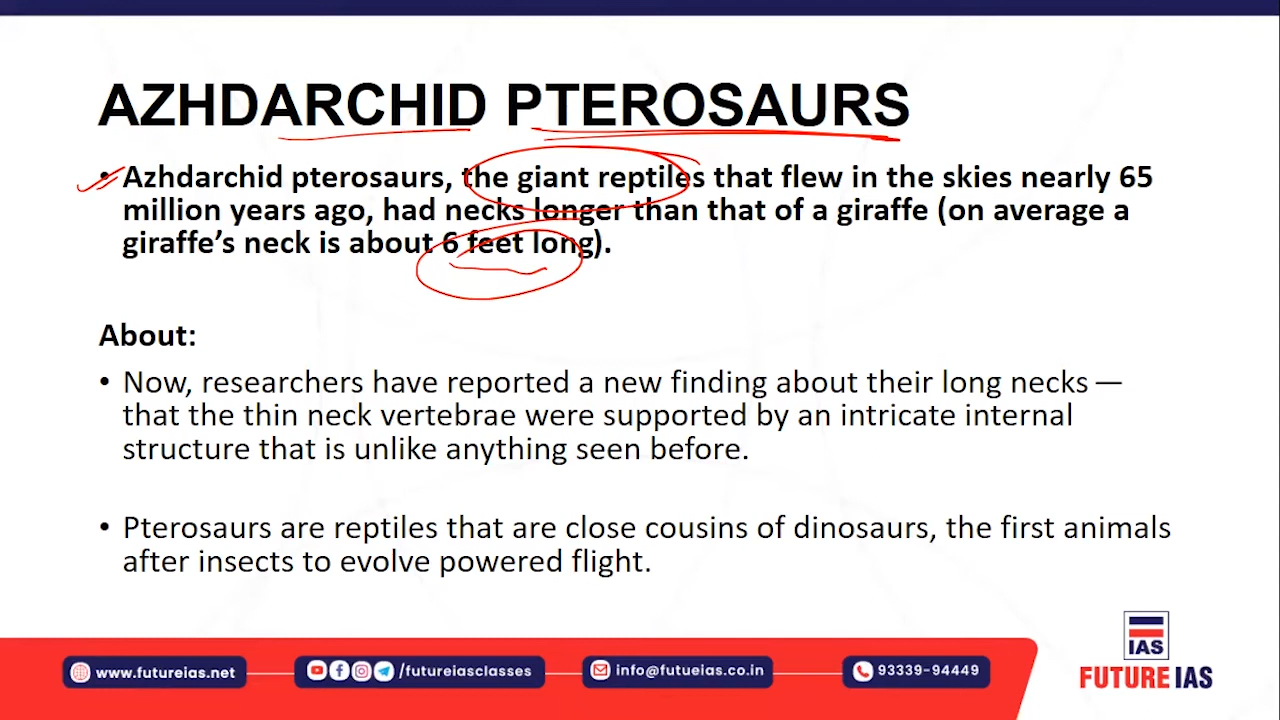 AZHDARCHID PTEROSAURS
• Azhdarchid pterosaurs, the giant reptiles that flew in the skies nearly 65
million years ago, had necks longer than that of a giraffe (on average a
giraffe’s neck is about 6 feet long).
About:
• Now, researchers have reported a new finding about their long necks —
that the thin neck vertebrae were supported by an intricate internal
structure that is unlike anything seen before.
• Pterosaurs are reptiles that are close cousins of dinosaurs, the first animals
after insects to evolve powered flight.
IAS
www.futureias.net /futureiasclasses info@futueias.co.in 93339-94449
FUTURE IAS